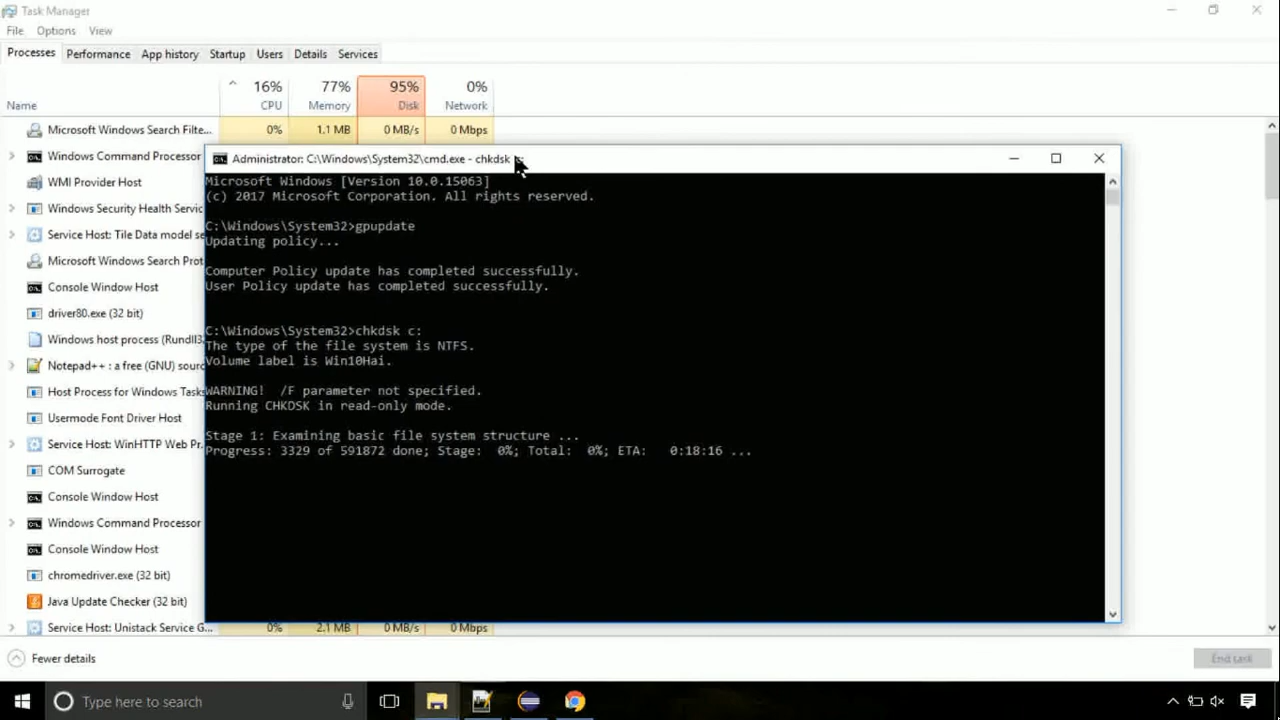 Task Manager
File Options View
Processes Performance App history Startup Users Details Services
16% 77% 95% 0%
Name CPU Memory Disk Network
Microsoft Windows Search Filte... 0% 1.1 MB 0 MB/s 0 Mbps
Windows Command Processor
WMI Provider Host
Windows Security Health Servic
Service Host: Tile Data model se
Microsoft Windows Search Prot
Console Window Host
driver80.exe (32 bit)
Windows host process (Rundll3
Notepad++ : a free (GNU) sourc
Host Process for Windows Task
Usermode Font Driver Host
Service Host: WinHTTP Web Pr
COM Surrogate
Console Window Host
Windows Command Processor
Console Window Host
chromedriver.exe (32 bit)
Java Update Checker (32 bit)
Service Host: Unistack Service G... 0% 2.1 MB 0 MB/s 0 Mbps
Administrator: C:\Windows\System32\cmd.exe - chkdsk
Microsoft Windows [Version 10.0.15063]
(c) 2017 Microsoft Corporation. All rights reserved.
C:\Windows\System32>gpupdate
Updating policy...
Computer Policy update has completed successfully.
User Policy update has completed successfully.
C:\Windows\System32>chkdsk c:
The type of the file system is NTFS.
Volume label is Win10Hai.
WARNING! /F parameter not specified.
Running CHKDSK in read-only mode.
Stage 1: Examining basic file system structure ...
Progress: 3329 of 591872 done; Stage: 0%; Total: 0%; ETA: 0:18:16 ...
Fewer details
End task
Type here to search